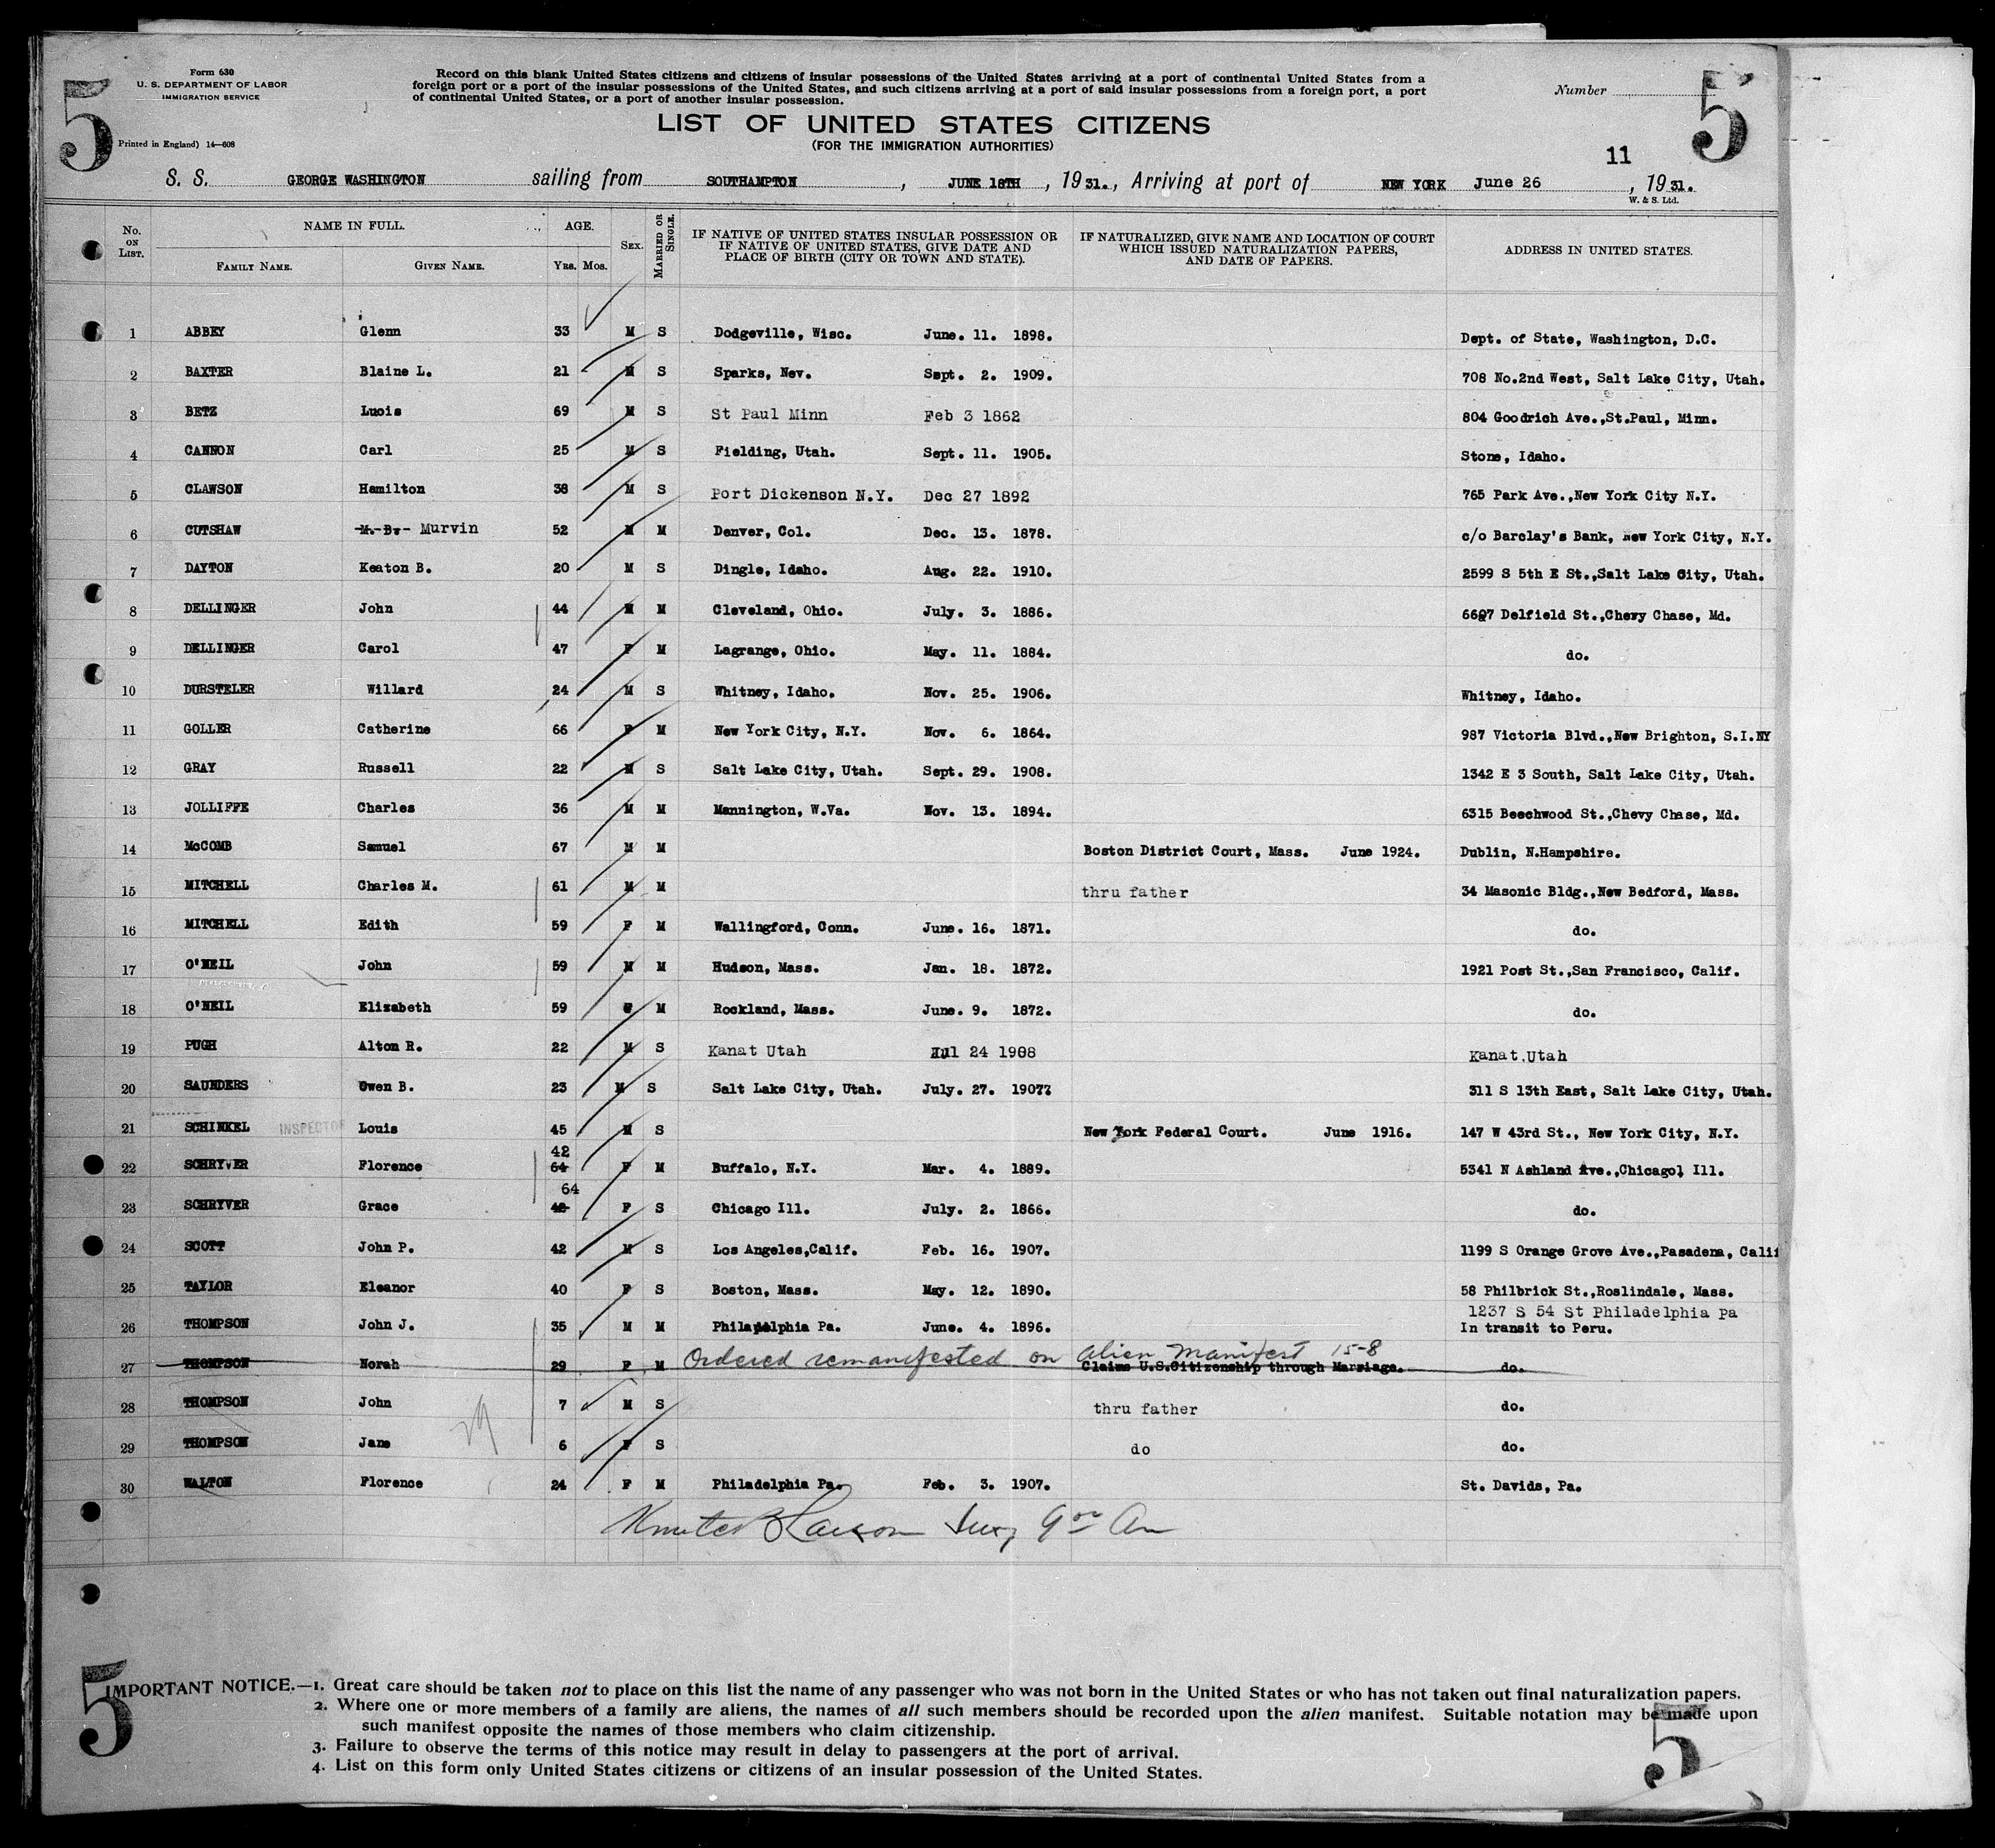 5
Form 630
U. S. DEPARTMENT OF LABOR
IMMIGRATION SERVICE
Printed in England) 14—608
Record on this blank United States citizens and citizens of insular possessions of the United States arriving at a port of continental United States from a
foreign port or a port of the insular possessions of the United States, and such citizens arriving at a port of said insular possessions from a foreign port, a port
of continental United States, or a port of another insular possession.
Number
5
LIST OF UNITED STATES CITIZENS
(FOR THE IMMIGRATION AUTHORITIES)
11
S. S. GEORGE WASHINGTON sailing from SOUTHAMPTON, JUNE 18TH, 1931., Arriving at port of NEW YORK June 26, 1931.
W. & S. Ltd.
No. ON LIST. NAME IN FULL. FAMILY NAME. GIVEN NAME. AGE. YRS. MOS. SEX. MARRIED OR SINGLE. IF NATIVE OF UNITED STATES INSULAR POSSESSION OR IF NATIVE OF UNITED STATES, GIVE DATE AND PLACE OF BIRTH (CITY OR TOWN AND STATE). IF NATURALIZED, GIVE NAME AND LOCATION OF COURT WHICH ISSUED NATURALIZATION PAPERS, AND DATE OF PAPERS. ADDRESS IN UNITED STATES.
1 ABBEY Glenn 33 M S Dodgeville, Wisc. June. 11. 1898. Dept. of State, Washington, D.C.
2 BAXTER Blaine L. 21 M S Sparks, Nev. Sept. 2. 1909. 708 No.2nd West, Salt Lake City, Utah.
3 BETZ Luois 69 M S St Paul Minn Feb 3 1862 804 Goodrich Ave.,St.Paul, Minn.
4 CANNON Carl 25 M S Fielding, Utah. Sept. 11. 1905. Stone, Idaho.
5 CLAWSON Hamilton 38 M S Port Dickenson N.Y. Dec 27 1892 765 Park Ave.,New York City N.Y.
6 CUTSHAW M. B. Murvin 52 M M Denver, Col. Dec. 13. 1878. c/o Barclay's Bank, New York City, N.Y.
7 DAYTON Keaton B. 20 M S Dingle, Idaho. Aug. 22. 1910. 2599 S 5th E St.,Salt Lake City, Utah.
8 DELLINGER John 44 M M Cleveland, Ohio. July. 3. 1886. 6607 Delfield St.,Chevy Chase, Md.
9 DELLINGER Carol 47 F M Lagrange, Ohio. May. 11. 1884. do.
10 DURSTELER Willard 24 M S Whitney, Idaho. Nov. 25. 1906. Whitney, Idaho.
11 GOLLER Catherine 66 F M New York City, N.Y. Nov. 6. 1864. 987 Victoria Blvd.,New Brighton, S.I.NY
12 GRAY Russell 22 M S Salt Lake City, Utah. Sept. 29. 1908. 1342 E 3 South, Salt Lake City, Utah.
13 JOLLIFFE Charles 36 M M Mannington, W.Va. Nov. 13. 1894. 6315 Beechwood St.,Chevy Chase, Md.
14 McCOMB Samuel 67 M M Boston District Court, Mass. June 1924. Dublin, N.Hampshire.
15 MITCHELL Charles M. 61 M M thru father 34 Masonic Bldg.,New Bedford, Mass.
16 MITCHELL Edith 59 F M Wallingford, Conn. June. 16. 1871. do.
17 O'NEIL John 59 M M Hudson, Mass. Jan. 18. 1872. 1921 Post St.,San Francisco, Calif.
18 O'NEIL Elizabeth 59 F M Rockland, Mass. June. 9. 1872. do.
19 PUGH Alton R. 22 M S Kanat Utah Jul 24 1908 Kanat,Utah
20 SAUNDERS Owen B. 23 M S Salt Lake City, Utah. July. 27. 1907. 311 S 13th East, Salt Lake City, Utah.
21 SCHINKEL INSPECTOR Louis 45 M S New York Federal Court. June 1916. 147 W 43rd St., New York City, N.Y.
22 SCHRYVER Florence 42 64 F M Buffalo, N.Y. Mar. 4. 1889. 5341 N Ashland Ave.,Chicago, Ill.
23 SCHRYVER Grace 64 42 F S Chicago Ill. July. 2. 1866. do.
24 SCOTT John P. 42 M S Los Angeles,Calif. Feb. 16. 1907. 1199 S Orange Grove Ave.,Pasadena, Calif
25 TAYLOR Eleanor 40 F S Boston, Mass. May. 12. 1890. 58 Philbrick St.,Roslindale, Mass.
1237 S 54 St Philadelphia Pa
26 THOMPSON John J. 35 M M Philadelphia Pa. June. 4. 1896. In transit to Peru.
Ordered remanifested on alien manifest 15-8
27 THOMPSON Norah 29 F M Claims U.S.Citizenship through Marriage. do.
28 THOMPSON John 7 M S thru father do.
29 THOMPSON Jane 6 F S do do.
30 WALTON Florence 24 F M Philadelphia Pa. Feb. 3. 1907. St. Davids, Pa.
5
IMPORTANT NOTICE.—1. Great care should be taken not to place on this list the name of any passenger who was not born in the United States or who has not taken out final naturalization papers.
2. Where one or more members of a family are aliens, the names of all such members should be recorded upon the alien manifest. Suitable notation may be made upon
such manifest opposite the names of those members who claim citizenship.
3. Failure to observe the terms of this notice may result in delay to passengers at the port of arrival.
4. List on this form only United States citizens or citizens of an insular possession of the United States.
5